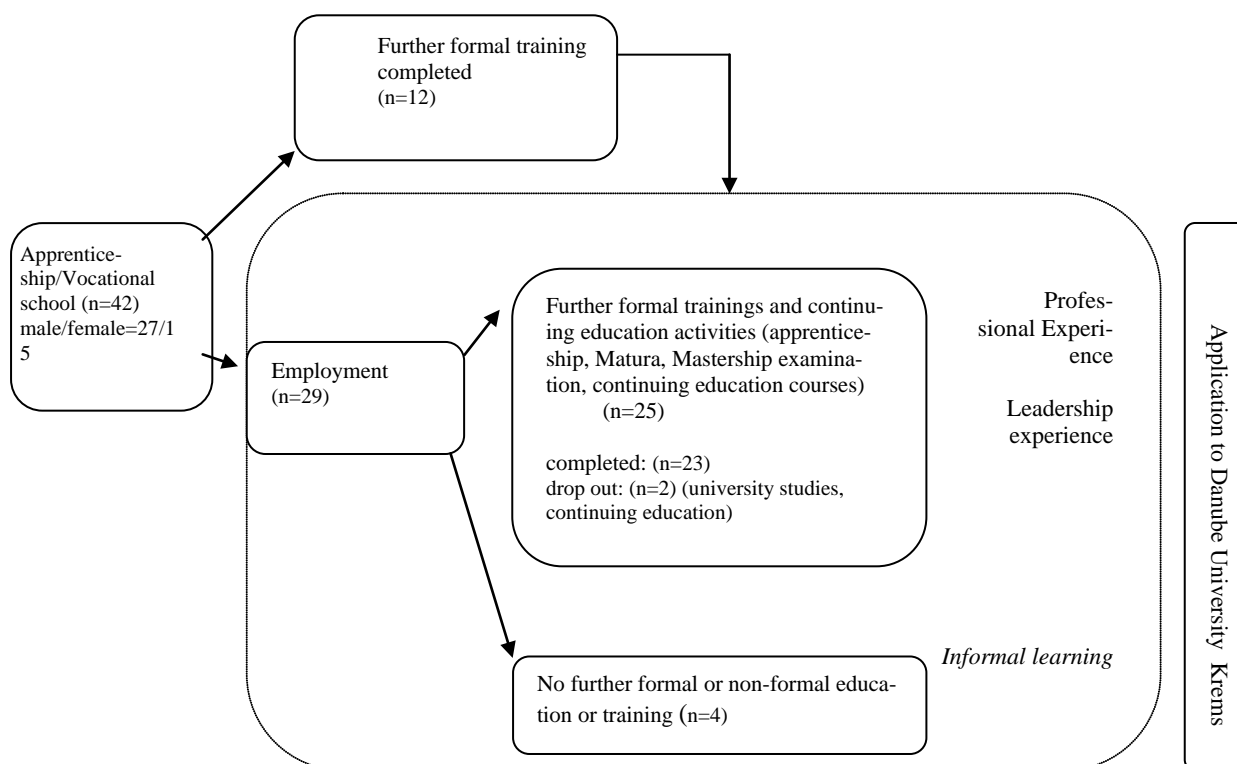 Further formal training
completed
(n=12)
Apprentice-
ship/Vocational
school (n=42)
male/female=27/1
5
Employment
(n=29)
Further formal trainings and continu-
ing education activities (apprentice-
ship, Matura, Mastership examina-
tion, continuing education courses)
(n=25)
completed: (n=23)
drop out: (n=2) (university studies,
continuing education)
No further formal or non-formal educa-
tion or training (n=4)
Profes-
sional Experi-
ence
Leadership
experience
Informal learning
Application to Danube University Krems